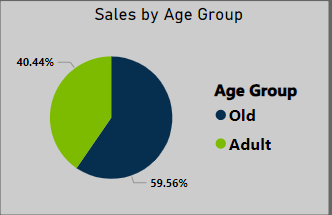 Sales by Age Group
40.44%
Age Group
Old
Adult
59.56%